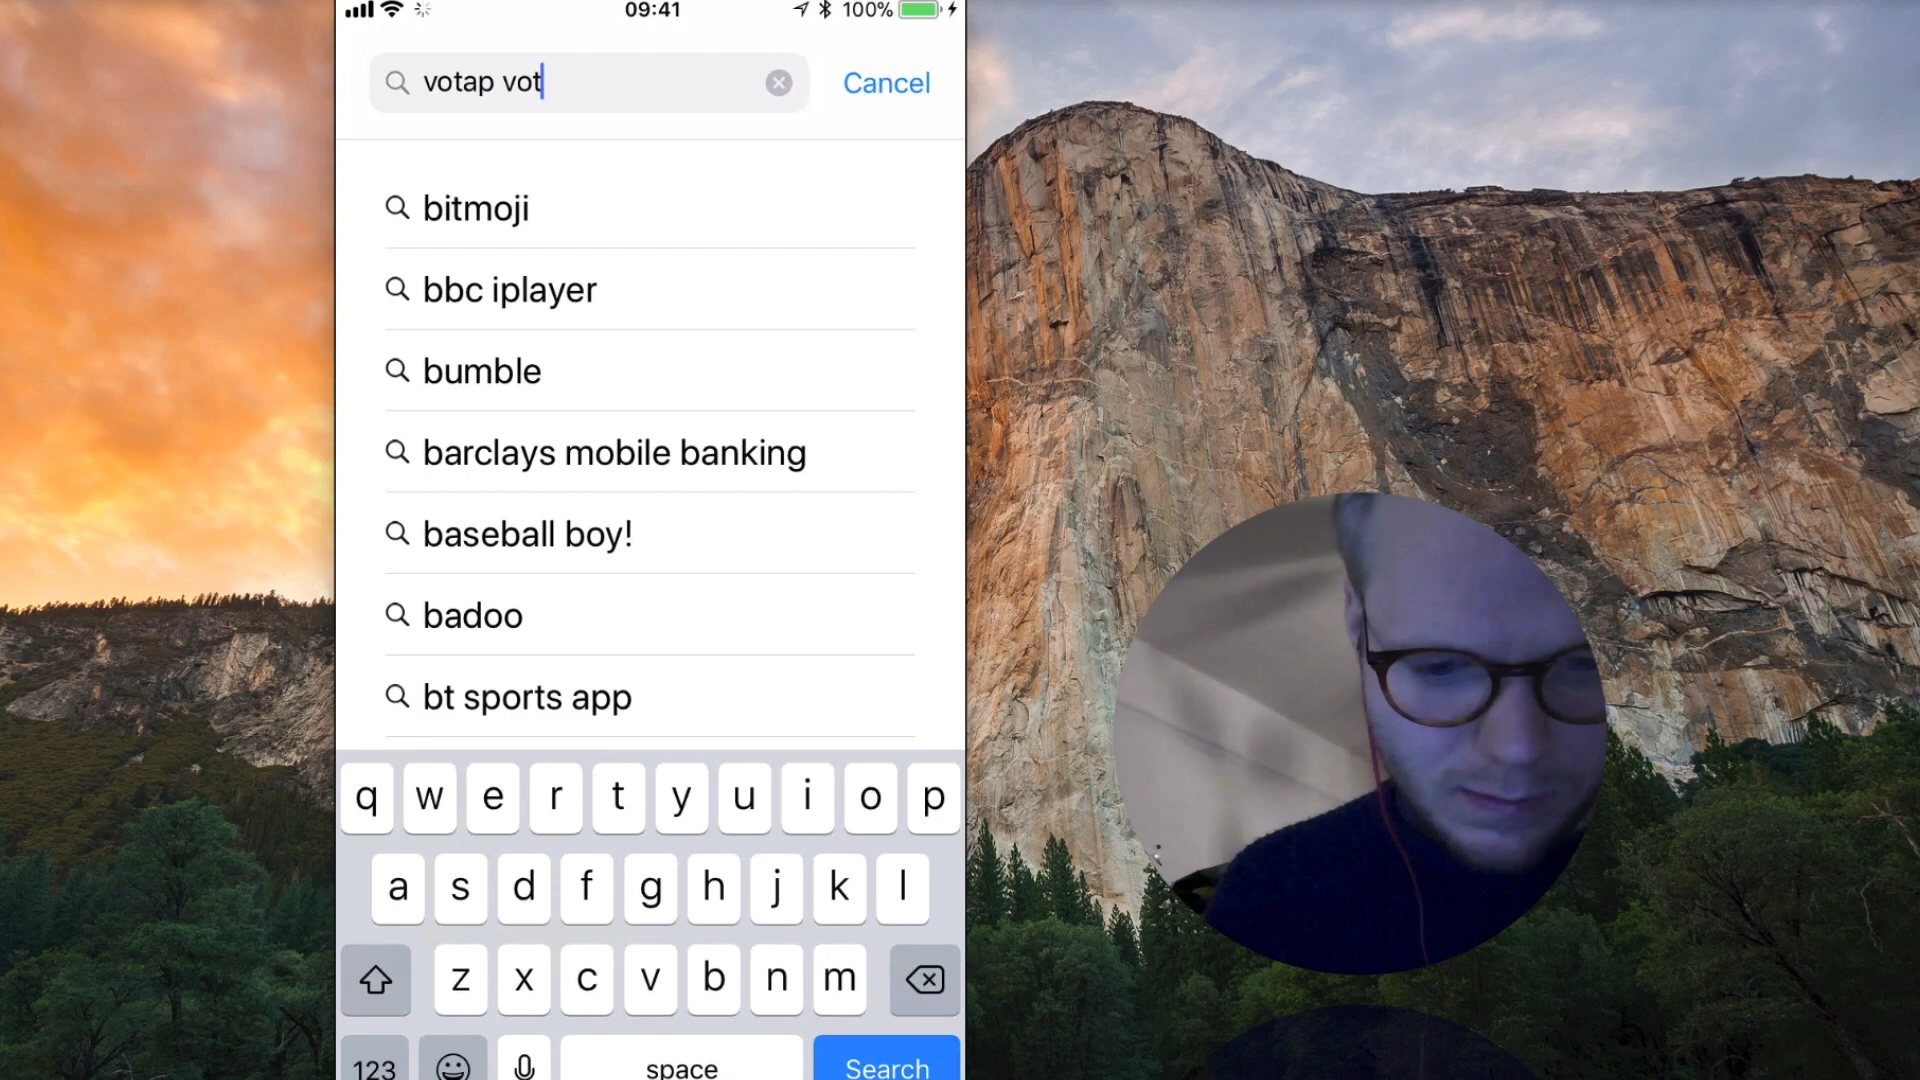 09:41 100%
votap vot Cancel
bitmoji
bbc iplayer
bumble
barclays mobile banking
baseball boy!
badoo
bt sports app
q w e r t y u i o p
a s d f g h j k l
z x c v b n m
123 space Search